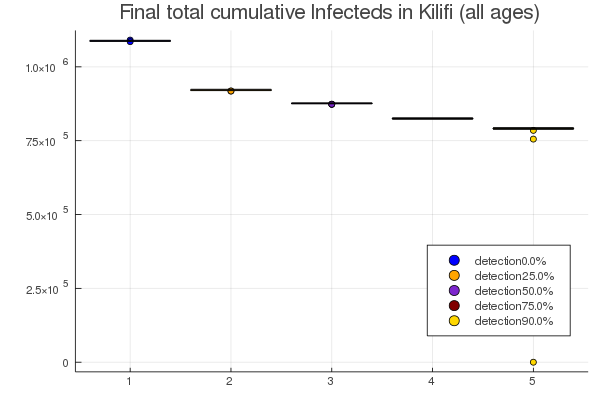 Final total cumulative Infecteds in Kilifi (all ages)
1.0×10 6
7.5×10 5
5.0×10 5
2.5×10 5
0
detection0.0%
detection25.0%
detection50.0%
detection75.0%
detection90.0%
1 2 3 4 5